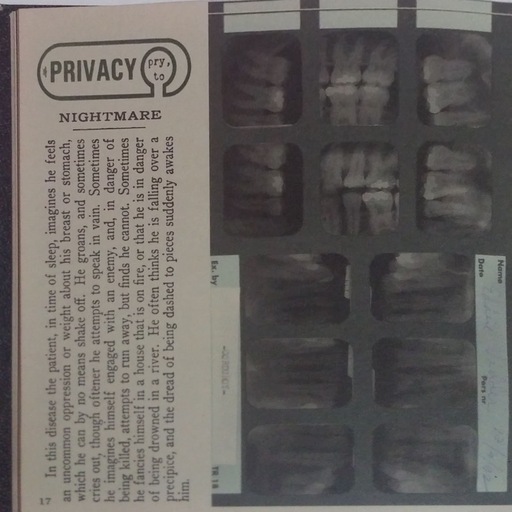 PRIVACY
pry,
to
NIGHTMARE
In this disease the patient, in time of sleep, imagines he feels
an uncommon oppression or weight about his breast or stomach,
which he can by no means shake off. He groans, and sometimes
cries out, though oftener he attempts to speak in vain. Sometimes
he imagines himself engaged with an enemy, and, in danger of
being killed, attempts to run away, but finds he cannot. Sometimes
he fancies himself in a house that is on fire, or that he is in danger
of being drowned in a river. He often thinks he is falling over a
precipice, and the dread of being dashed to pieces suddenly awakes
him.
17
Name
Date
Pers nr
Ex. by